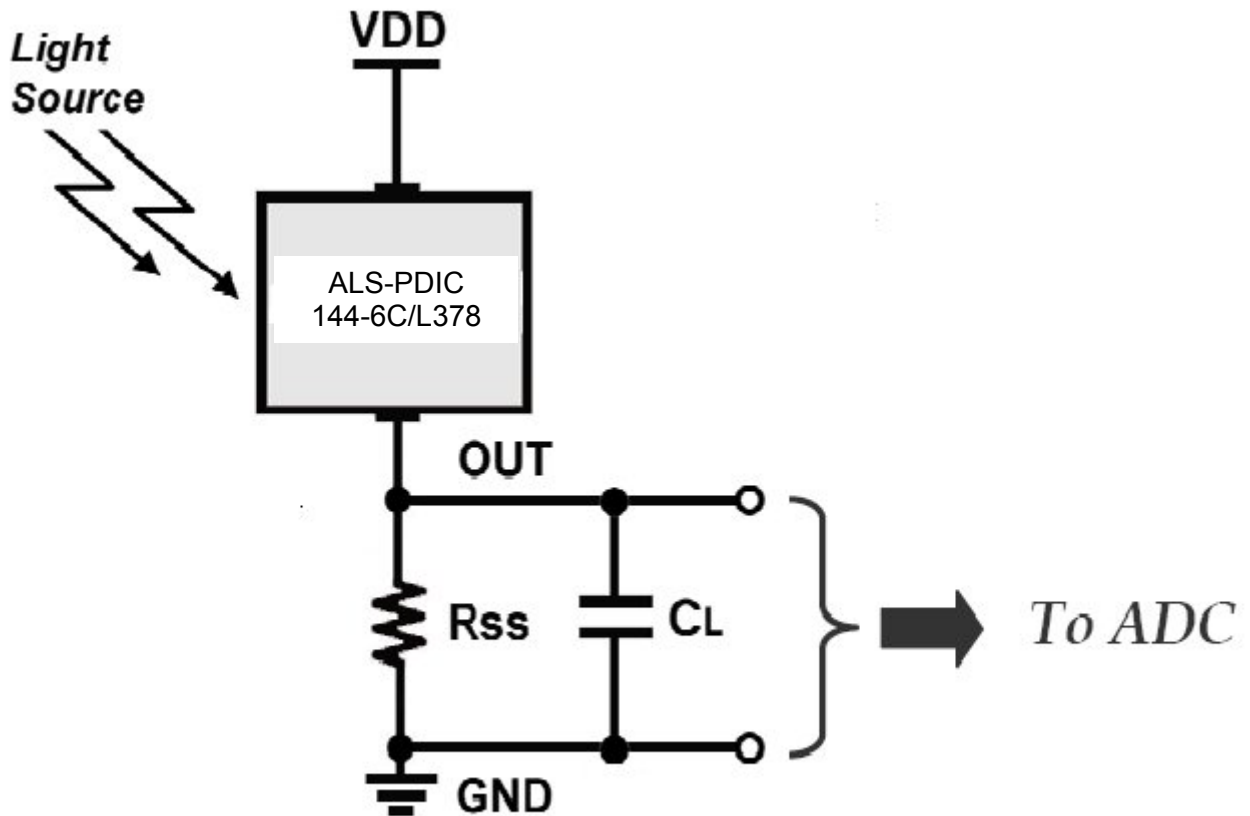 VDD
Light
Source
ALS-PDIC
144-6C/L378
OUT
Rss
CL
To ADC
GND